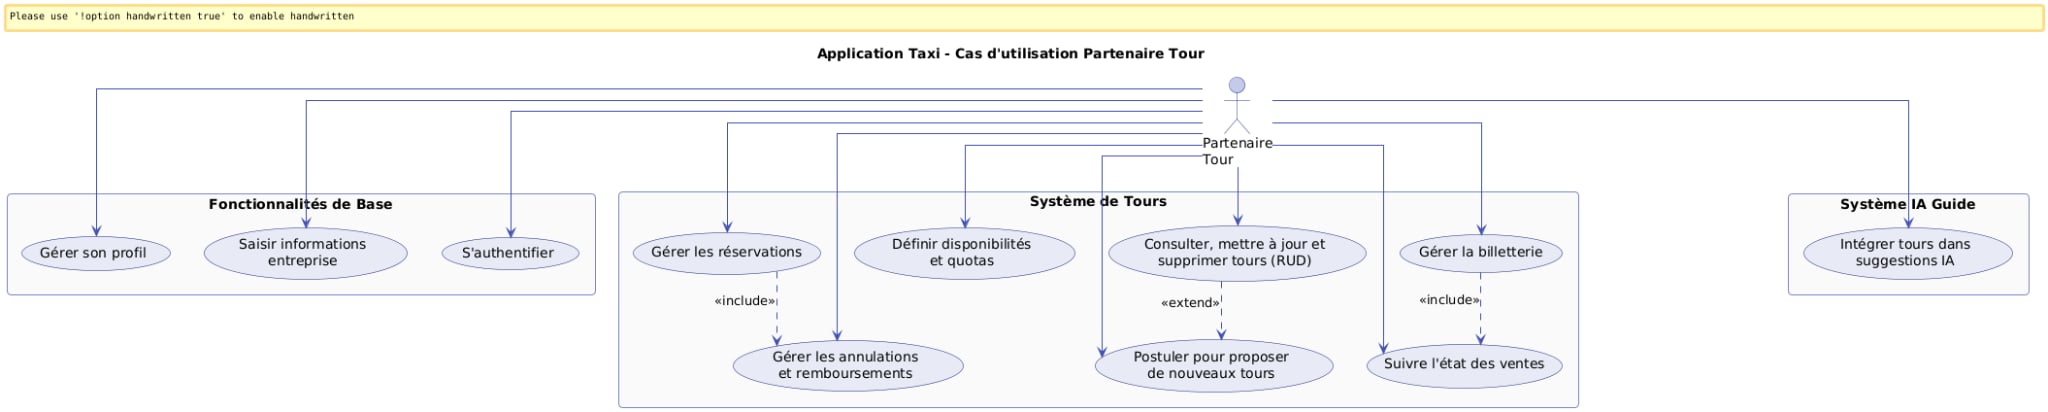 Please use '!option handwritten true' to enable handwritten
Application Taxi - Cas d'utilisation Partenaire Tour
Partenaire
Tour
Fonctionnalités de Base
Gérer son profil
Saisir informations
entreprise
S'authentifier
Système de Tours
Gérer les réservations
Définir disponibilités
et quotas
Consulter, mettre à jour et
supprimer tours (RUD)
Gérer la billetterie
«include»
«extend»
«include»
Gérer les annulations
et remboursements
Postuler pour proposer
de nouveaux tours
Suivre l'état des ventes
Système IA Guide
Intégrer tours dans
suggestions IA